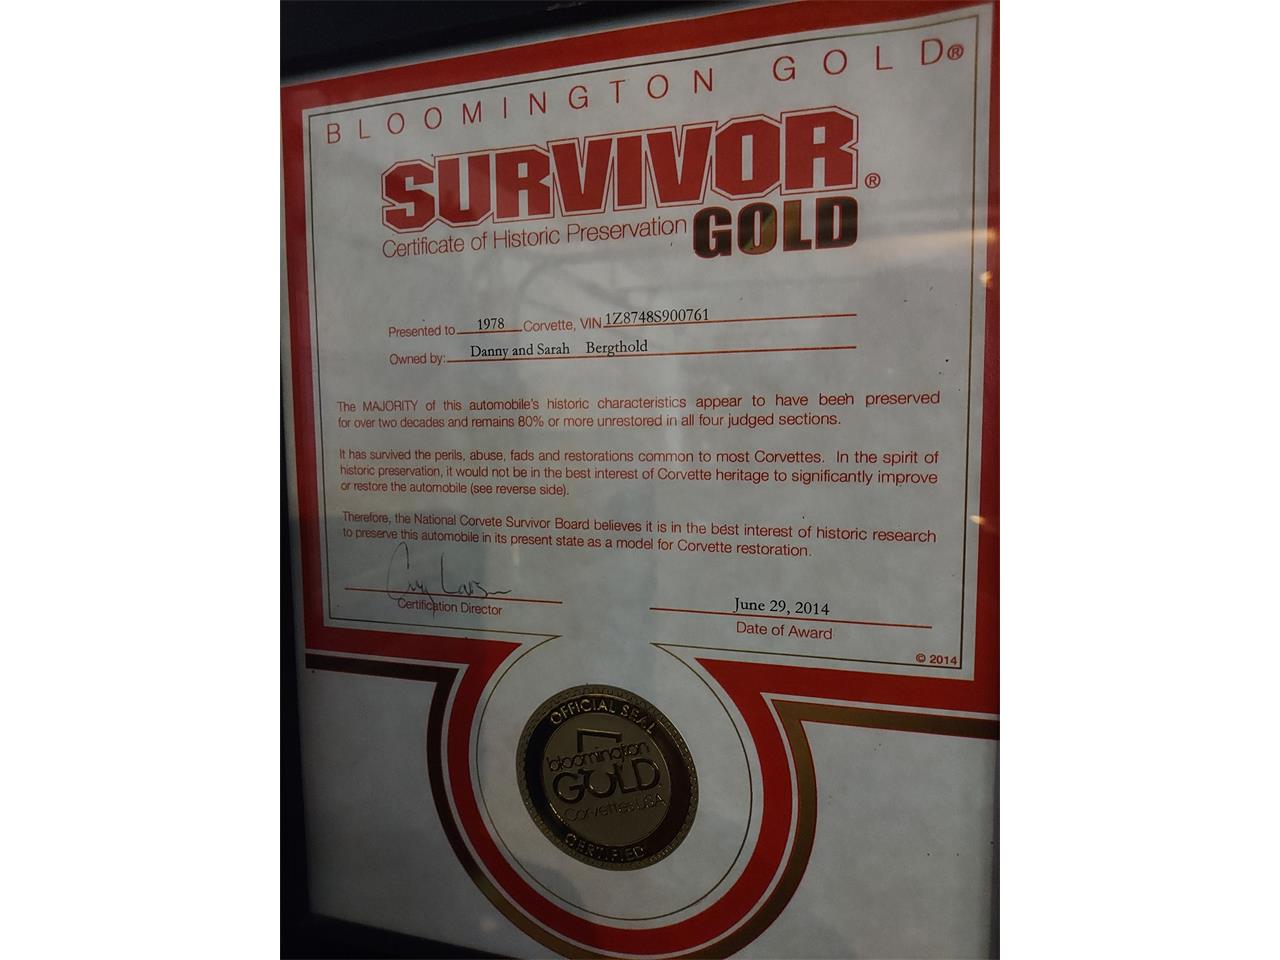 BLOOMINGTON GOLD®
SURVIVOR®
Certificate of Historic Preservation GOLD
Presented to 1978 Corvette, VIN 1Z8748S900761
Owned by: Danny and Sarah Bergthold
The MAJORITY of this automobile's historic characteristics appear to have been preserved
for over two decades and remains 80% or more unrestored in all four judged sections.
It has survived the perils, abuse, fads and restorations common to most Corvettes. In the spirit of
historic preservation, it would not be in the best interest of Corvette heritage to significantly improve
or restore the automobile (see reverse side).
Therefore, the National Corvete Survivor Board believes it is in the best interest of historic research
to preserve this automobile in its present state as a model for Corvette restoration.
Certification Director
June 29, 2014
Date of Award
© 2014
OFFICIAL SEAL
bloomington
GOLD
Corvettes USA
CERTIFIED